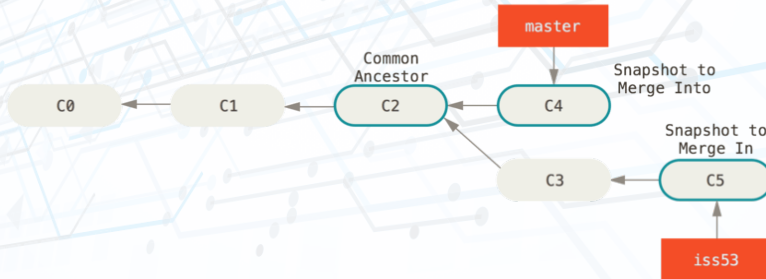 master
Common
Ancestor
Snapshot to
Merge Into
C0
C1
C2
C4
Snapshot to
Merge In
C3
C5
iss53